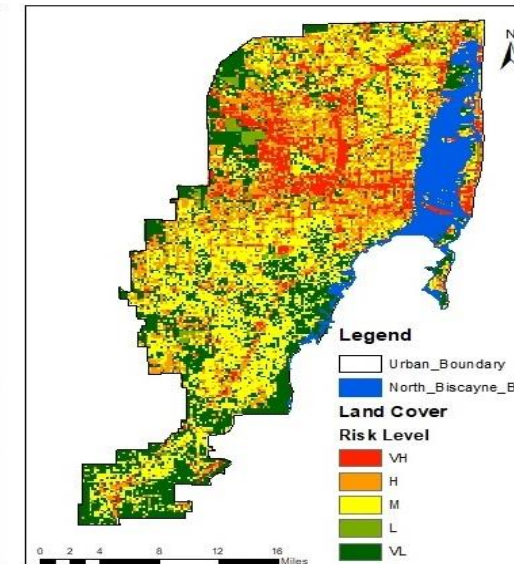 N
Legend
Urban_Boundary
North_Biscayne_B
Land Cover
Risk Level
VH
H
M
L
VL
0 2 4 8 12 16
Miles